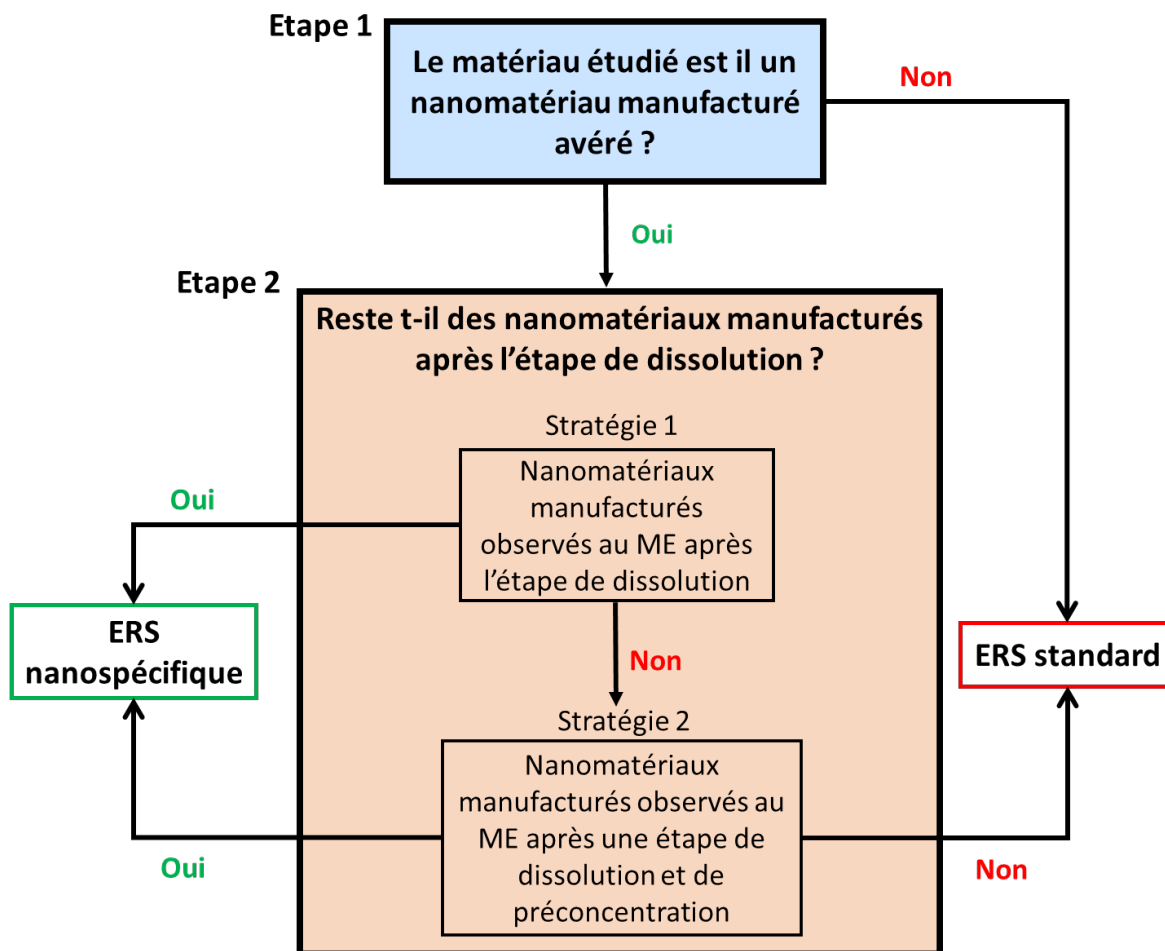 Etape 1
Le matériau étudié est il un
nanomatériau manufacturé
avéré ?
Non
Oui
Etape 2
Reste t-il des nanomatériaux manufacturés
après l'étape de dissolution ?
Stratégie 1
Nanomatériaux
manufacturés
observés au ME après
l'étape de dissolution
Oui
ERS
nanospécifique
Non
ERS standard
Stratégie 2
Nanomatériaux
manufacturés observés au
ME après une étape de
dissolution et de
préconcentration
Oui
Non